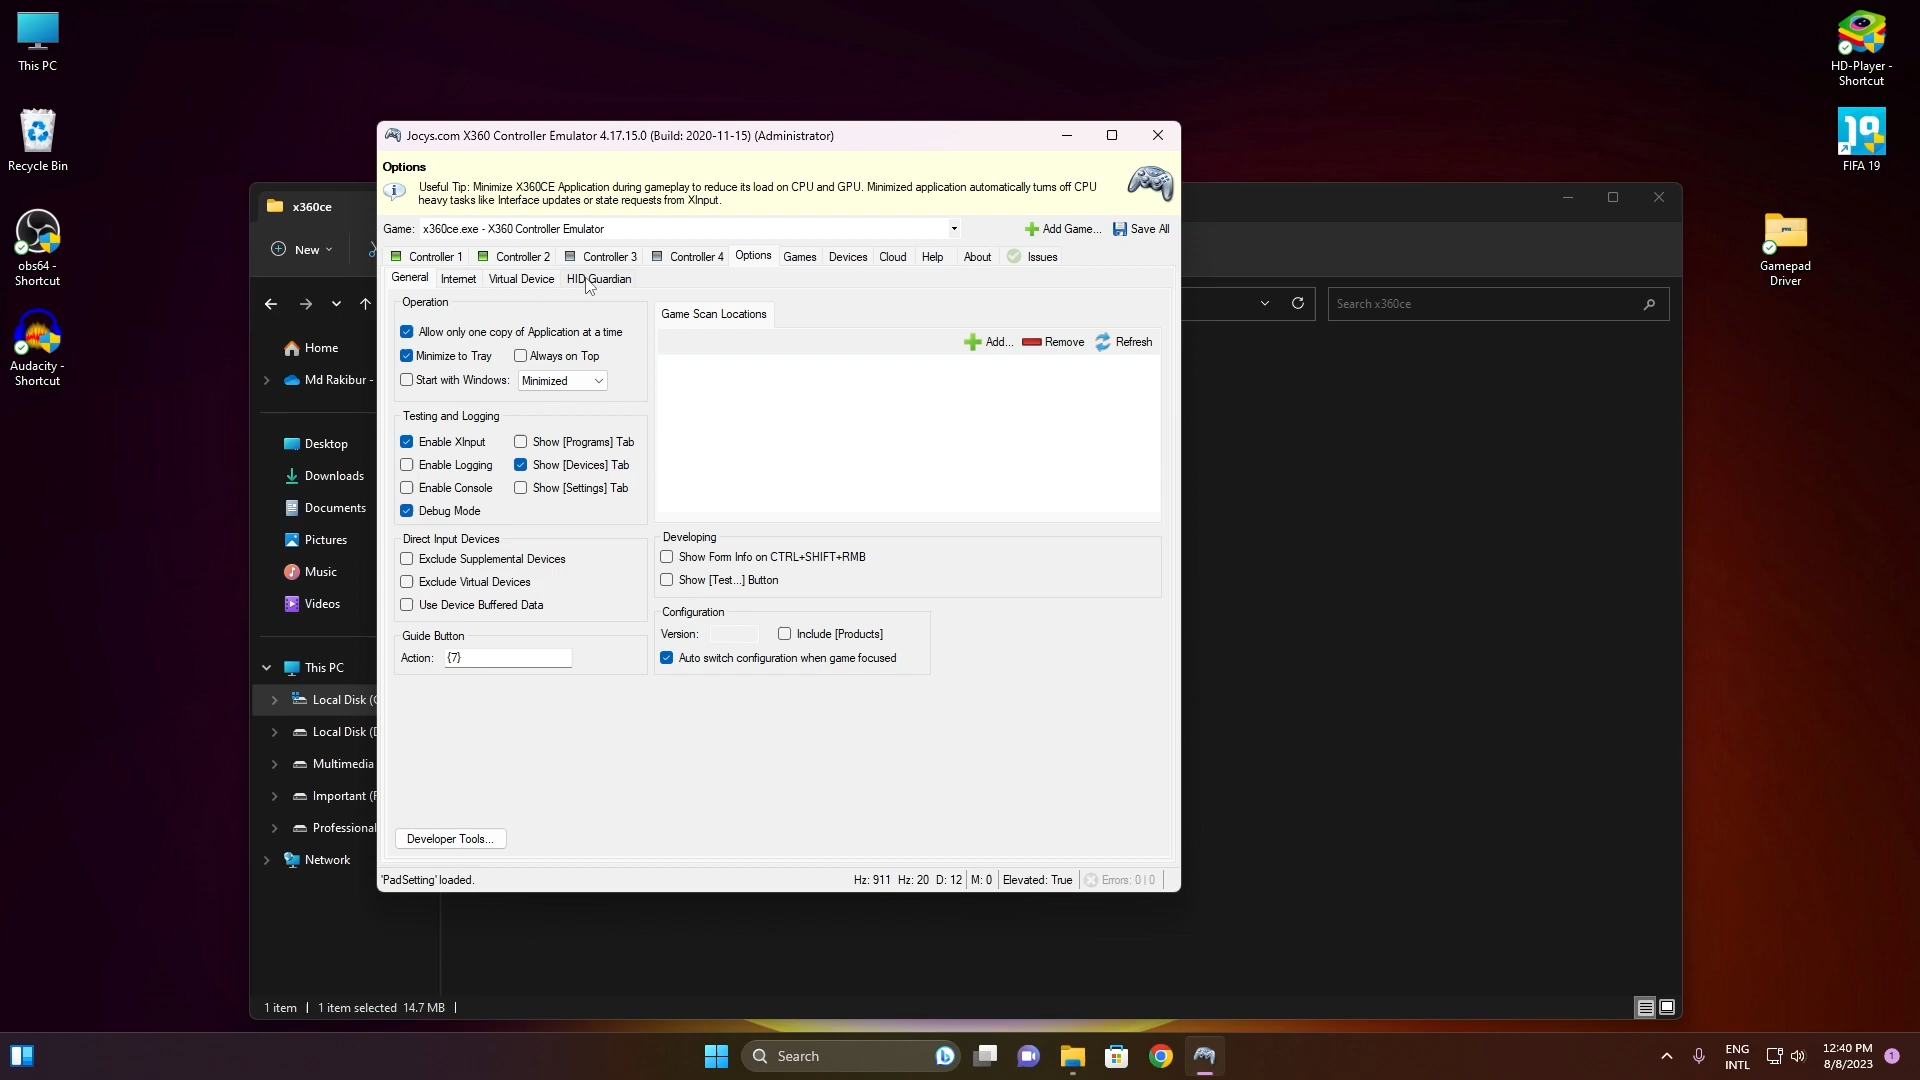 This PC
Recycle Bin
obs64 -
Shortcut
Audacity -
Shortcut
HD-Player -
Shortcut
FIFA 19
Gamepad
Driver
x360ce
New
Search x360ce
Home
Md Rakibur -
Desktop
Downloads
Documents
Pictures
Music
Videos
This PC
Local Disk (
Local Disk (
Multimedia
Important (
Professional
Network
1 item | 1 item selected 14.7 MB |
Jocys.com X360 Controller Emulator 4.17.15.0 (Build: 2020-11-15) (Administrator)
Options
Useful Tip: Minimize X360CE Application during gameplay to reduce its load on CPU and GPU. Minimized application automatically turns off CPU
heavy tasks like Interface updates or state requests from XInput.
Game: x360ce.exe - X360 Controller Emulator
Add Game... Save All
Controller 1 Controller 2 Controller 3 Controller 4 Options Games Devices Cloud Help About Issues
General Internet Virtual Device HID Guardian
Operation
Allow only one copy of Application at a time
Minimize to Tray Always on Top
Start with Windows: Minimized
Testing and Logging
Enable XInput Show [Programs] Tab
Enable Logging Show [Devices] Tab
Enable Console Show [Settings] Tab
Debug Mode
Direct Input Devices
Exclude Supplemental Devices
Exclude Virtual Devices
Use Device Buffered Data
Guide Button
Action: {7}
Game Scan Locations
Add... Remove Refresh
Developing
Show Form Info on CTRL+SHIFT+RMB
Show [Test...] Button
Configuration
Version: Include [Products]
Auto switch configuration when game focused
Developer Tools...
'PadSetting' loaded.
Hz: 911 Hz: 20 D: 12 M: 0 Elevated: True Errors: 0 | 0
Search
ENG
INTL
12:40 PM
8/8/2023
1